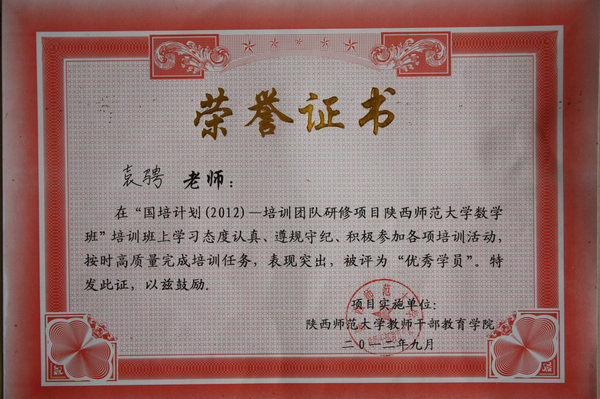 荣誉证书
袁聘 老师：
在“国培计划(2012)—培训团队研修项目陕西师范大学数学
班”培训班上学习态度认真、遵规守纪、积极参加各项培训活动，
按时高质量完成培训任务，表现突出，被评为“优秀学员”。特
发此证，以兹鼓励.
项目实施单位：
陕西师范大学教师干部教育学院
二0一二年九月